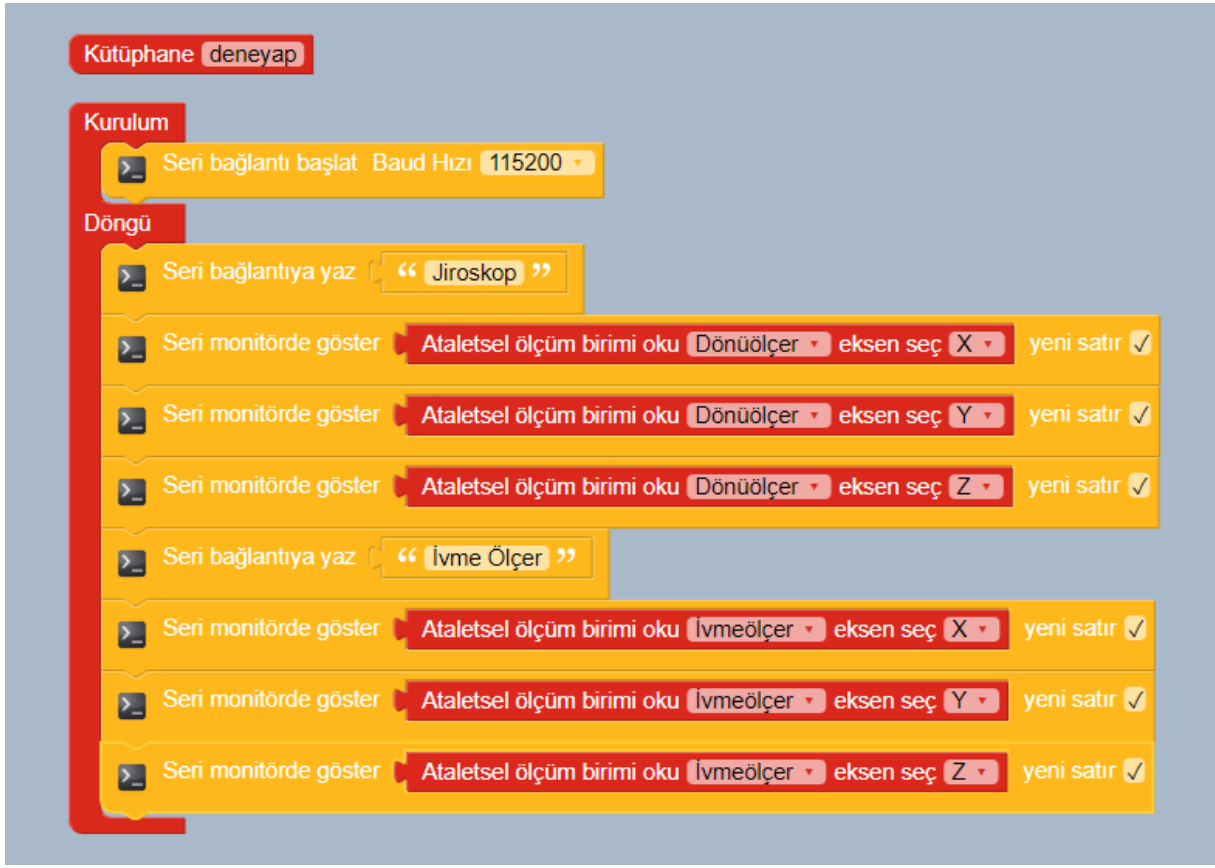 Kütüphane deneyap
Kurulum
Seri bağlantı başlat Baud Hızı 115200
Döngü
Seri bağlantıya yaz “ Jiroskop ”
Seri monitörde göster Ataletsel ölçüm birimi oku Dönüölçer eksen seç X yeni satır ✓
Seri monitörde göster Ataletsel ölçüm birimi oku Dönüölçer eksen seç Y yeni satır ✓
Seri monitörde göster Ataletsel ölçüm birimi oku Dönüölçer eksen seç Z yeni satır ✓
Seri bağlantıya yaz “ İvme Ölçer ”
Seri monitörde göster Ataletsel ölçüm birimi oku İvmeölçer eksen seç X yeni satır ✓
Seri monitörde göster Ataletsel ölçüm birimi oku İvmeölçer eksen seç Y yeni satır ✓
Seri monitörde göster Ataletsel ölçüm birimi oku İvmeölçer eksen seç Z yeni satır ✓